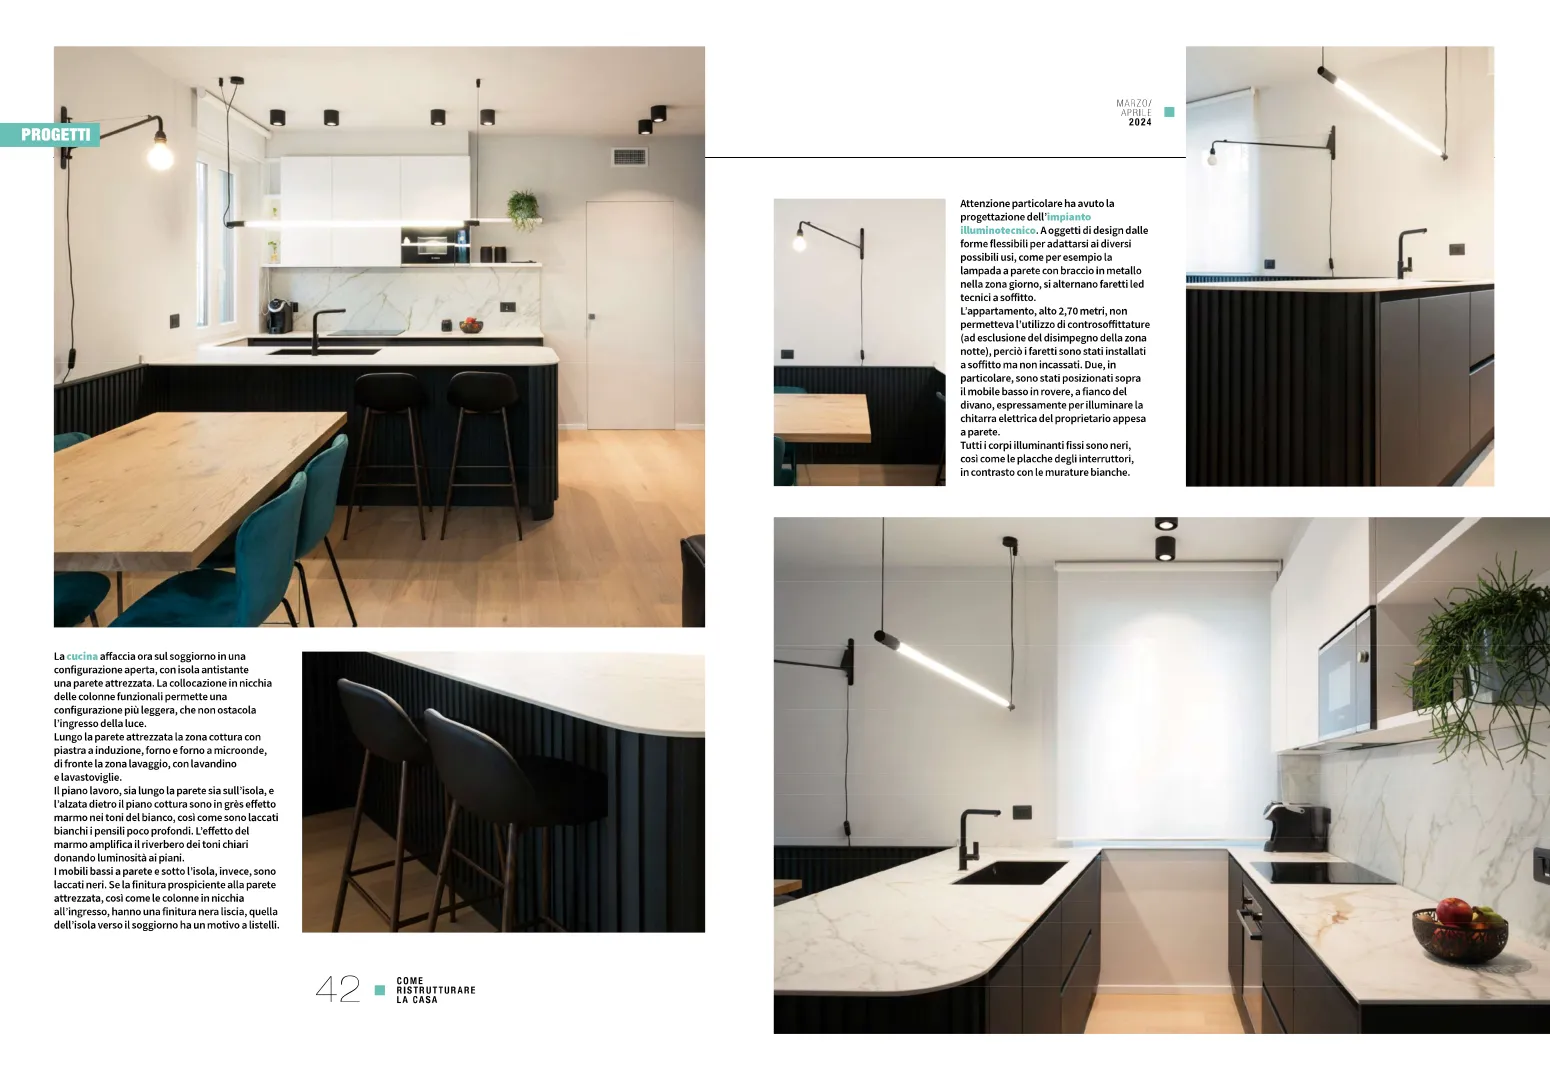 PROGETTI
La cucina affaccia ora sul soggiorno in una
configurazione aperta, con isola antistante
una parete attrezzata. La collocazione in nicchia
delle colonne funzionali permette una
configurazione più leggera, che non ostacola
l'ingresso della luce.
Lungo la parete attrezzata la zona cottura con
piastra a induzione, forno e forno a microonde,
di fronte la zona lavaggio, con lavandino
e lavastoviglie.
Il piano lavoro, sia lungo la parete sia sull'isola, e
l'alzata dietro il piano cottura sono in grès effetto
marmo nei toni del bianco, così come sono laccati
bianchi i pensili poco profondi. L'effetto del
marmo amplifica il riverbero dei toni chiari
donando luminosità ai piani.
I mobili bassi a parete e sotto l'isola, invece, sono
laccati neri. Se la finitura prospiciente alla parete
attrezzata, così come le colonne in nicchia
all'ingresso, hanno una finitura nera liscia, quella
dell'isola verso il soggiorno ha un motivo a listelli.
42
COME
RISTRUTTURARE
LA CASA
MARZO/
APRILE
2024
Attenzione particolare ha avuto la
progettazione dell'impianto
illuminotecnico. A oggetti di design dalle
forme flessibili per adattarsi ai diversi
possibili usi, come per esempio la
lampada a parete con braccio in metallo
nella zona giorno, si alternano faretti led
tecnici a soffitto.
L'appartamento, alto 2,70 metri, non
permetteva l'utilizzo di controsoffittature
(ad esclusione del disimpegno della zona
notte), perciò i faretti sono stati installati
a soffitto ma non incassati. Due, in
particolare, sono stati posizionati sopra
il mobile basso in rovere, a fianco del
divano, espressamente per illuminare la
chitarra elettrica del proprietario appesa
a parete.
Tutti i corpi illuminanti fissi sono neri,
così come le placche degli interruttori,
in contrasto con le murature bianche.